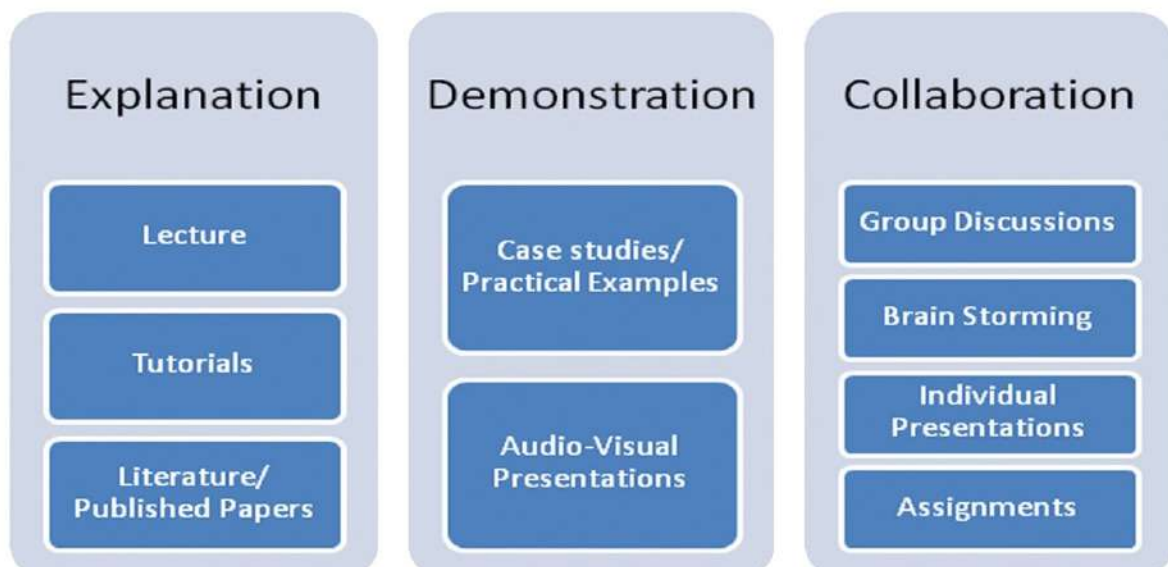 Explanation
Lecture
Tutorials
Literature/
Published Papers
Demonstration
Case studies/
Practical Examples
Audio-Visual
Presentations
Collaboration
Group Discussions
Brain Storming
Individual
Presentations
Assignments